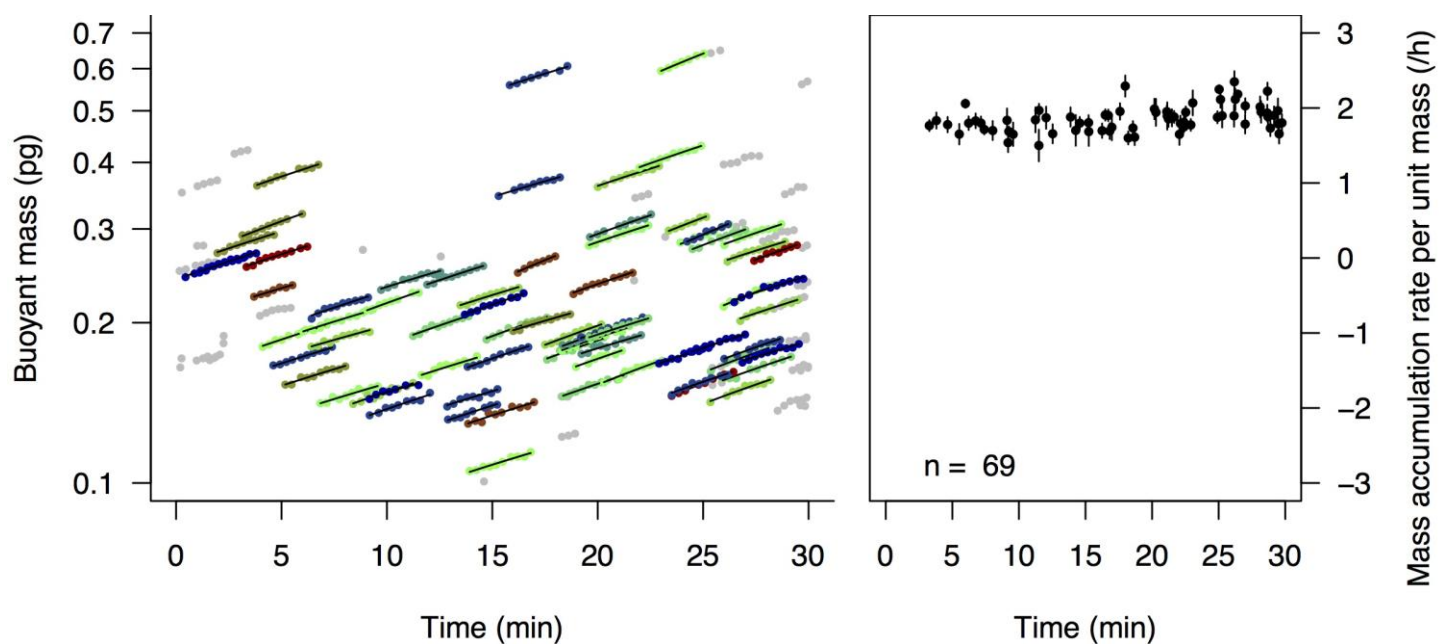 Buoyant mass (pg)
0.7
0.6
0.5
0.4
0.3
0.2
0.1
0 5 10 15 20 25 30
Time (min)
n = 69
0 5 10 15 20 25 30
Time (min)
3
2
1
0
−1
−2
−3
Mass accumulation rate per unit mass (/h)